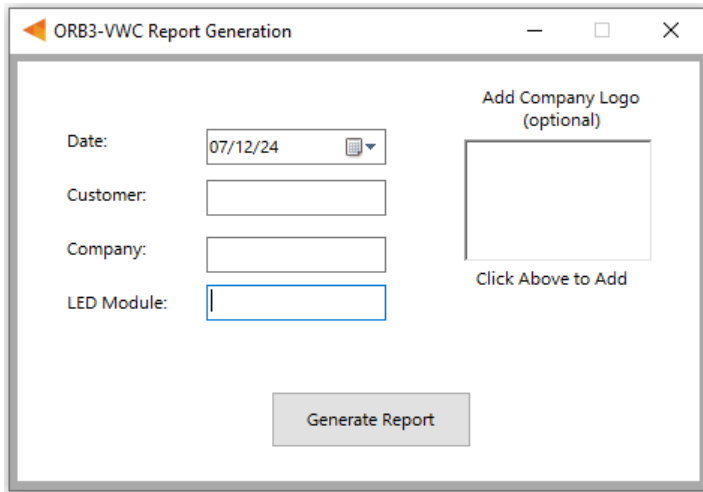 ORB3-VWC Report Generation
Add Company Logo
(optional)
Date:
07/12/24
Customer:
Company:
Click Above to Add
LED Module:
Generate Report